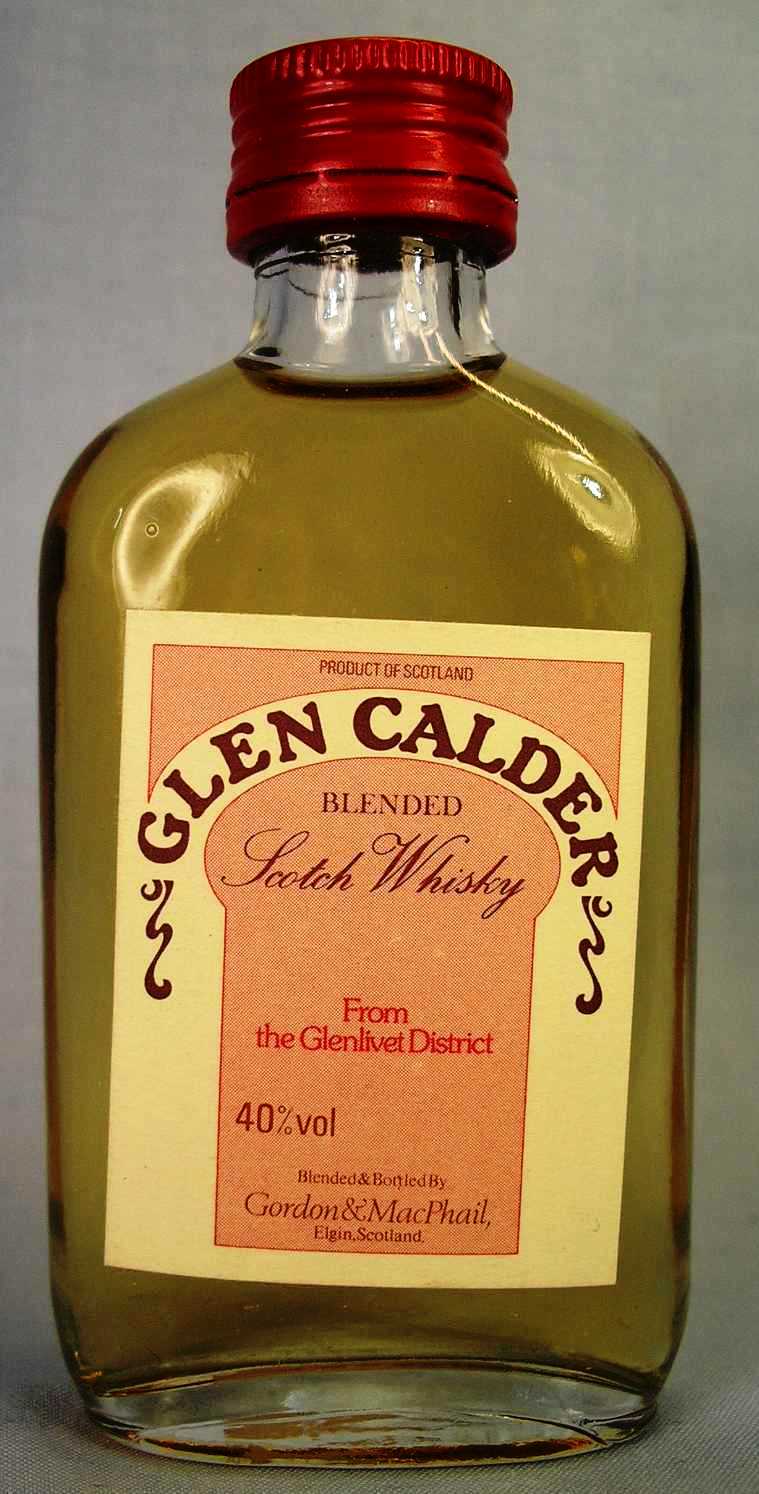 PRODUCT OF SCOTLAND
GLEN CALDER
BLENDED
Scotch Whisky
From
the Glenlivet District
40% vol
Blended & Bottled By
Gordon & MacPhail,
Elgin, Scotland.